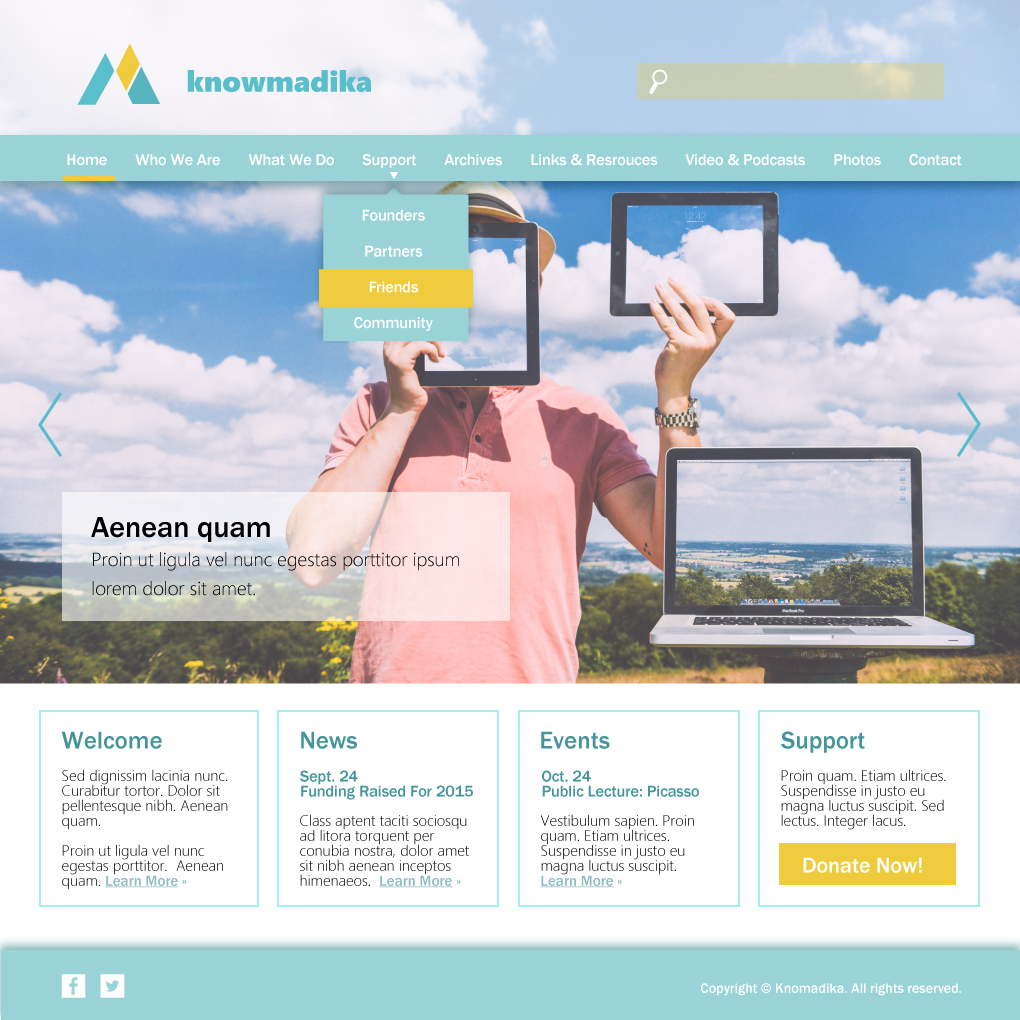 knowmadika
Home Who We Are What We Do Support Archives Links & Resrouces Video & Podcasts Photos Contact
Founders
Partners
Friends
Community
12:42
Aenean quam
Proin ut ligula vel nunc egestas porttitor ipsum
lorem dolor sit amet.
MacBook Pro
Welcome
Sed dignissim lacinia nunc.
Curabitur tortor. Dolor sit
pellentesque nibh. Aenean
quam.
Proin ut ligula vel nunc
egestas porttitor. Aenean
quam. Learn More »
News
Sept. 24
Funding Raised For 2015
Class aptent taciti sociosqu
ad litora torquent per
conubia nostra, dolor amet
sit nibh aenean inceptos
himenaeos. Learn More »
Events
Oct. 24
Public Lecture: Picasso
Vestibulum sapien. Proin
quam. Etiam ultrices.
Suspendisse in justo eu
magna luctus suscipit.
Learn More »
Support
Proin quam. Etiam ultrices.
Suspendisse in justo eu
magna luctus suscipit. Sed
lectus. Integer lacus.
Donate Now!
Copyright © Knomadika. All rights reserved.